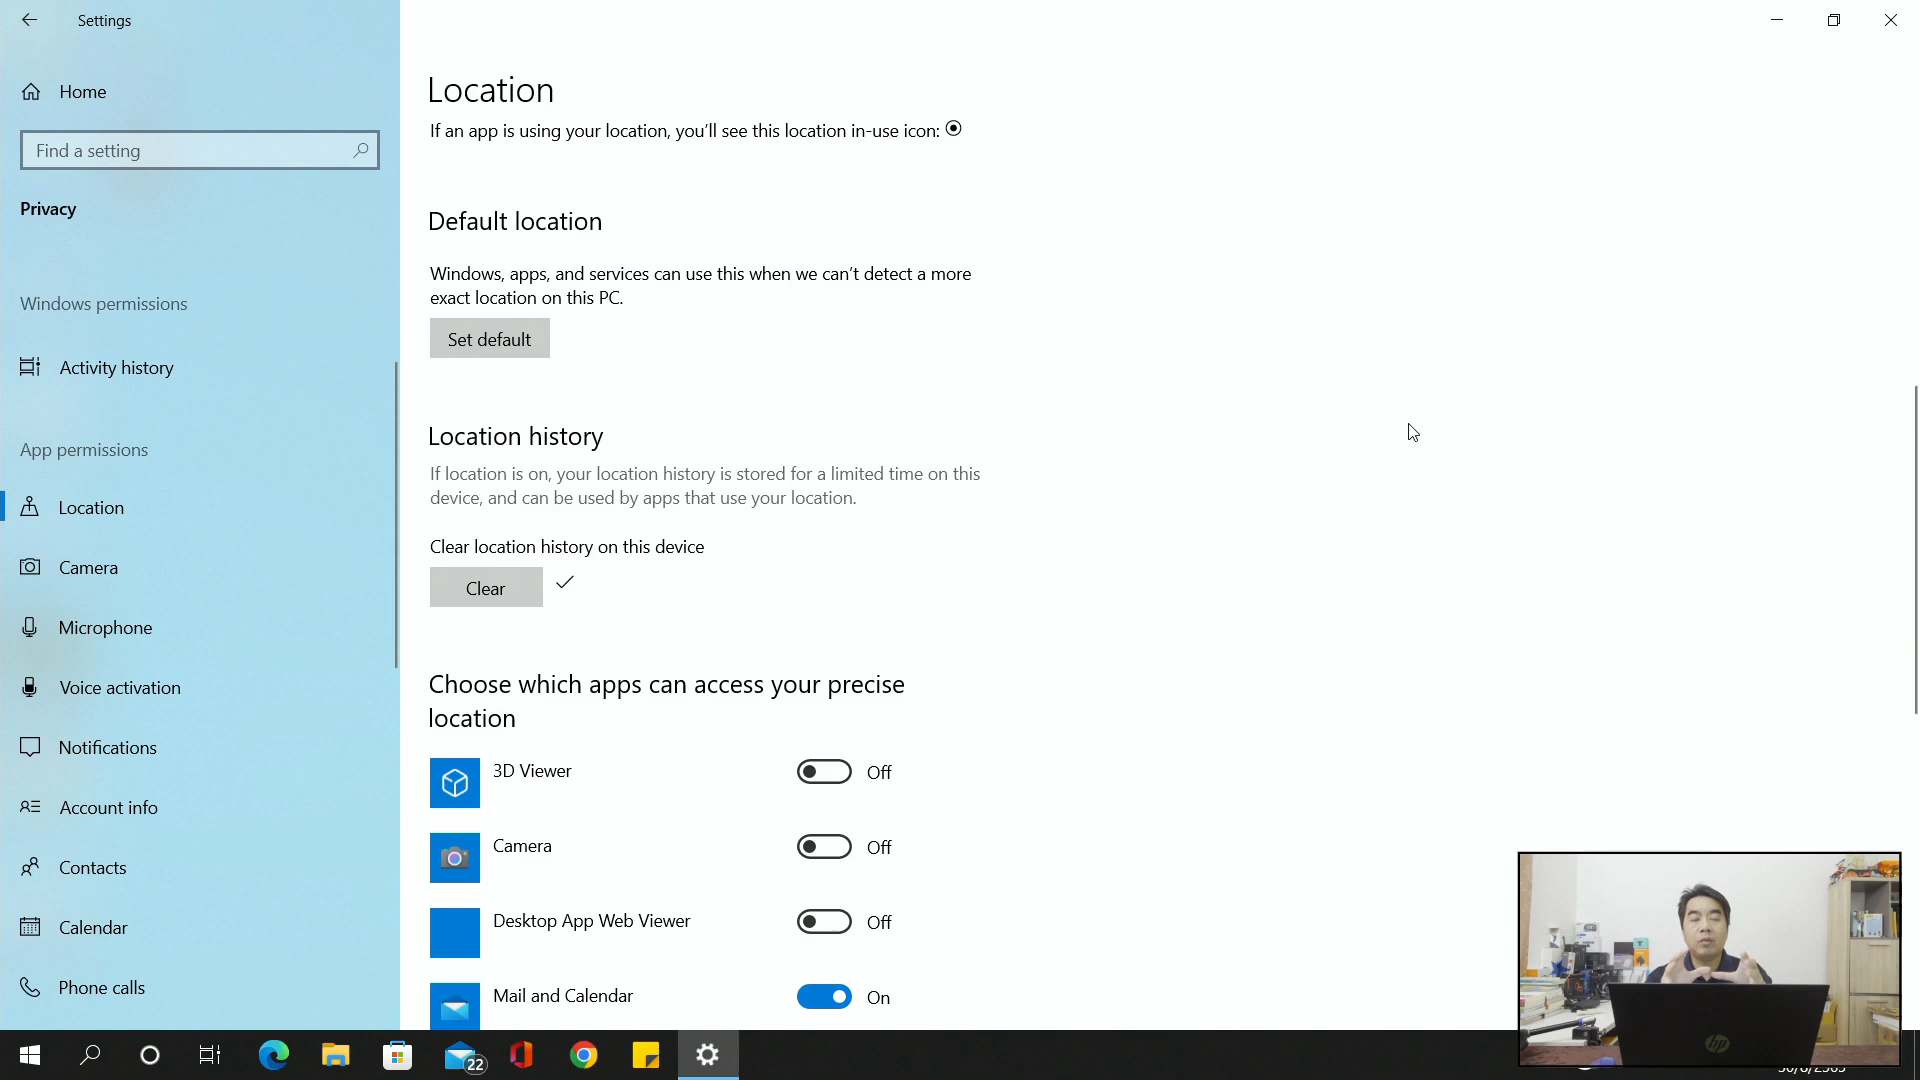 Settings
Home
Find a setting
Privacy
Windows permissions
Activity history
App permissions
Location
Camera
Microphone
Voice activation
Notifications
Account info
Contacts
Calendar
Phone calls
Location
If an app is using your location, you'll see this location in-use icon:
Default location
Windows, apps, and services can use this when we can't detect a more
exact location on this PC.
Set default
Location history
If location is on, your location history is stored for a limited time on this
device, and can be used by apps that use your location.
Clear location history on this device
Clear
Choose which apps can access your precise
location
3D Viewer
Off
Camera
Off
Desktop App Web Viewer
Off
Mail and Calendar
On
22
hp